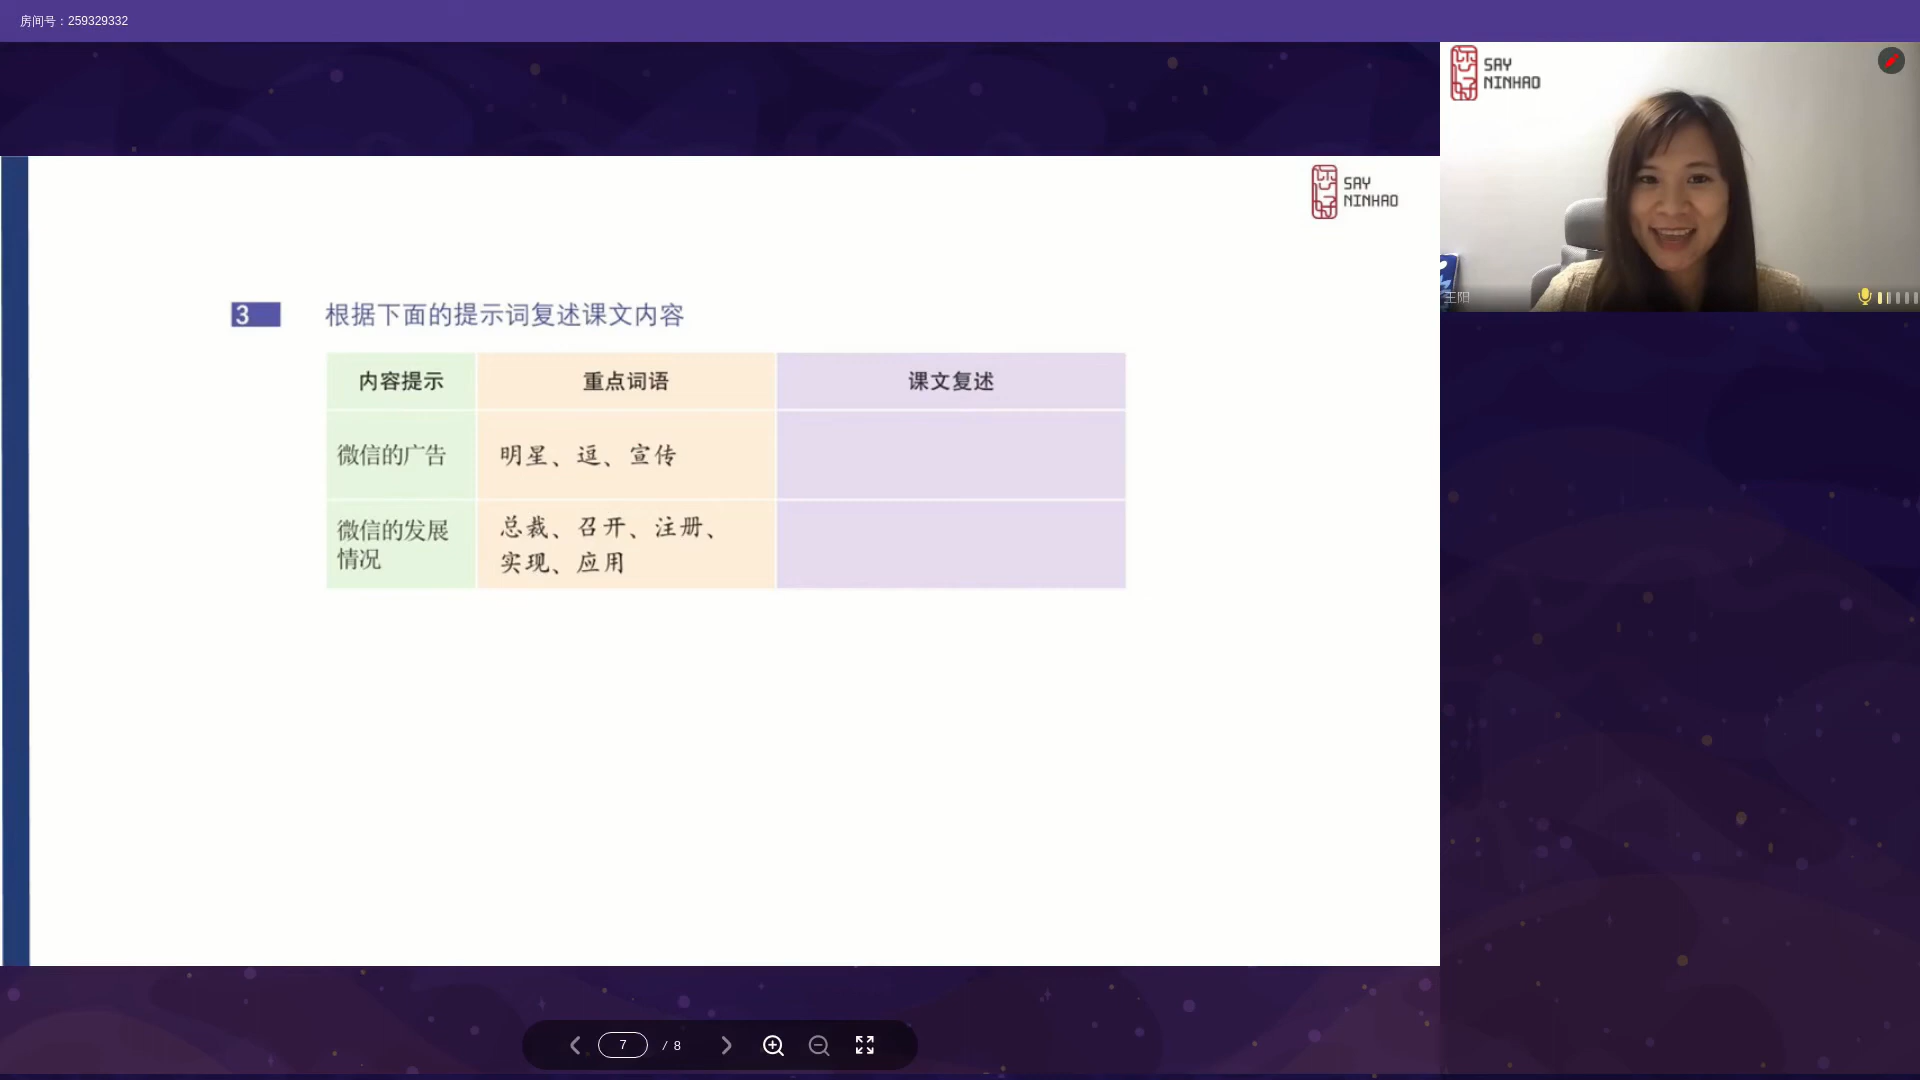 房间号：259329332
SAY
NINHAO
王阳
SAY
NINHAO
3 根据下面的提示词复述课文内容
内容提示 重点词语 课文复述
微信的广告 明星、逗、宣传
微信的发展
情况
总裁、召开、注册、
实现、应用
7 / 8